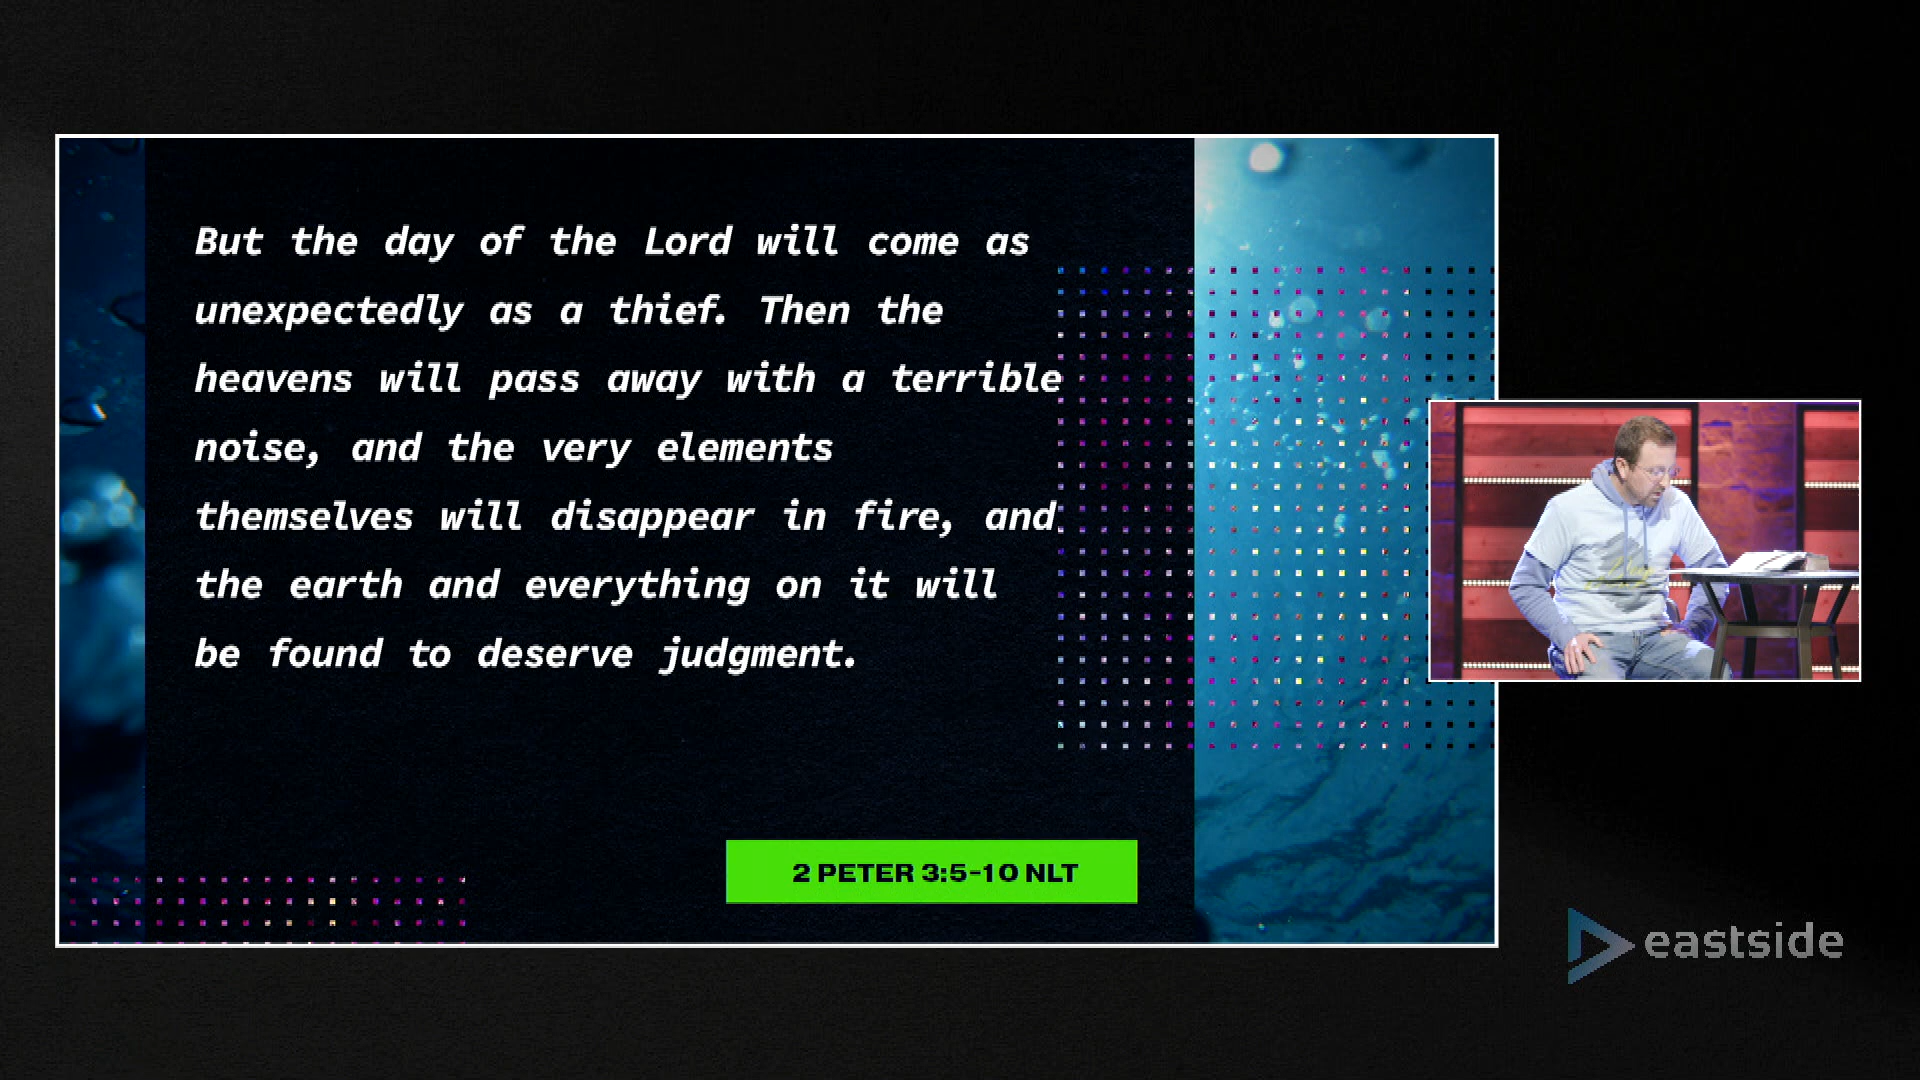 But the day of the Lord will come as
unexpectedly as a thief. Then the
heavens will pass away with a terrible
noise, and the very elements
themselves will disappear in fire, and
the earth and everything on it will
be found to deserve judgment.
2 PETER 3:5-10 NLT
eastside